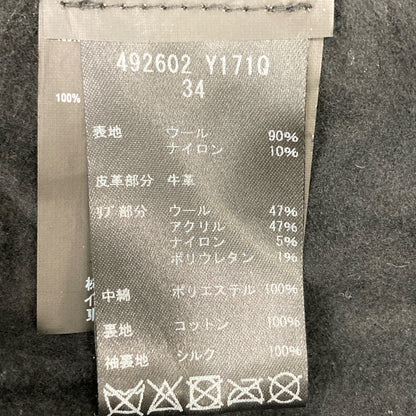 492602 Y171Q
34
100%
表地 ウール 90%
ナイロン 10%
皮革部分 牛革
ﾘﾌﾞ部分 ウール 47%
アクリル 47%
ナイロン 5%
ポリウレタン 1%
中綿 ポリエステル 100%
裏地 コットン 100%
袖裏地 シルク 100%